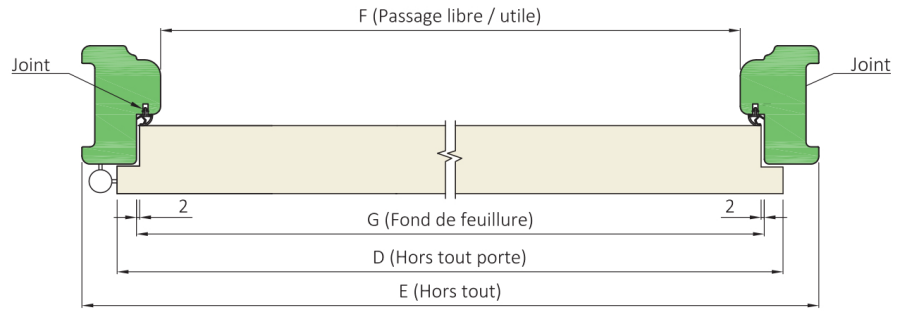 F (Passage libre / utile)
Joint
Joint
2
2
G (Fond de feuillure)
D (Hors tout porte)
E (Hors tout)